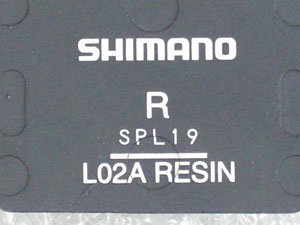 SHIMANO
R
SPL19
L02A RESIN